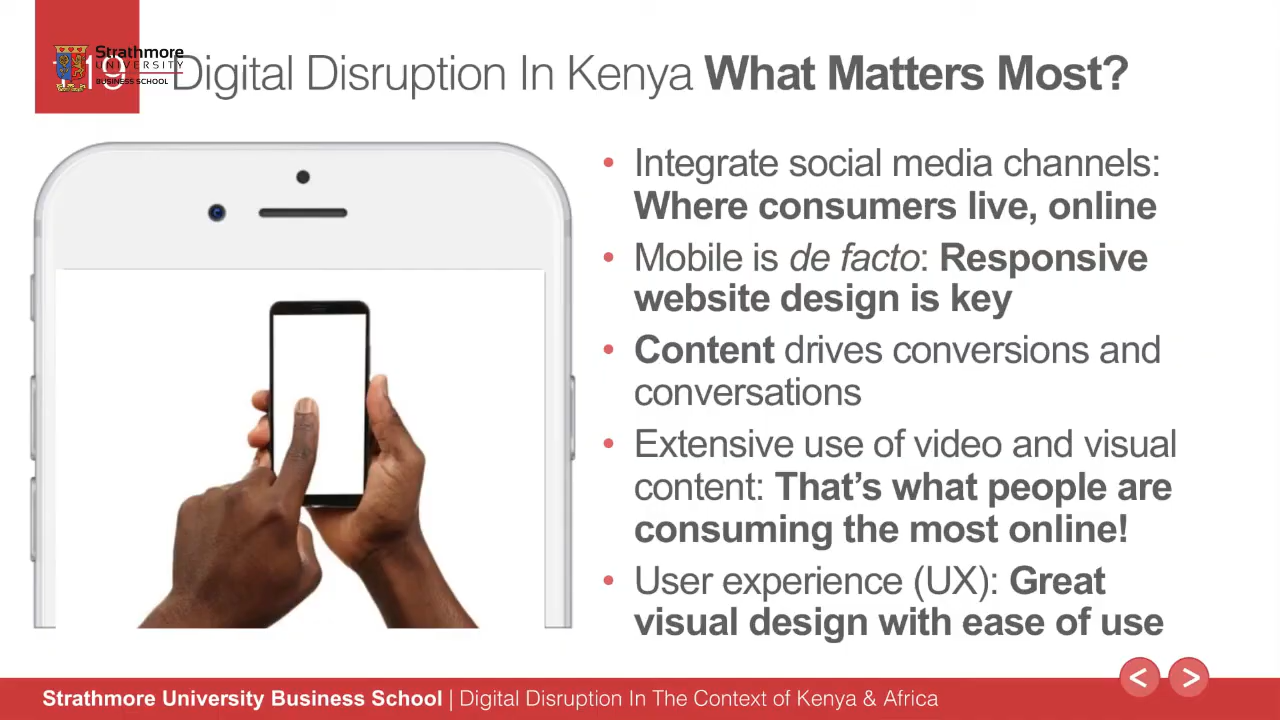 Strathmore
UNIVERSITY
BUSINESS SCHOOL
Digital Disruption In Kenya What Matters Most?
• Integrate social media channels:
Where consumers live, online
• Mobile is de facto: Responsive
website design is key
• Content drives conversions and
conversations
• Extensive use of video and visual
content: That's what people are
consuming the most online!
• User experience (UX): Great
visual design with ease of use
< >
Strathmore University Business School | Digital Disruption In The Context of Kenya & Africa